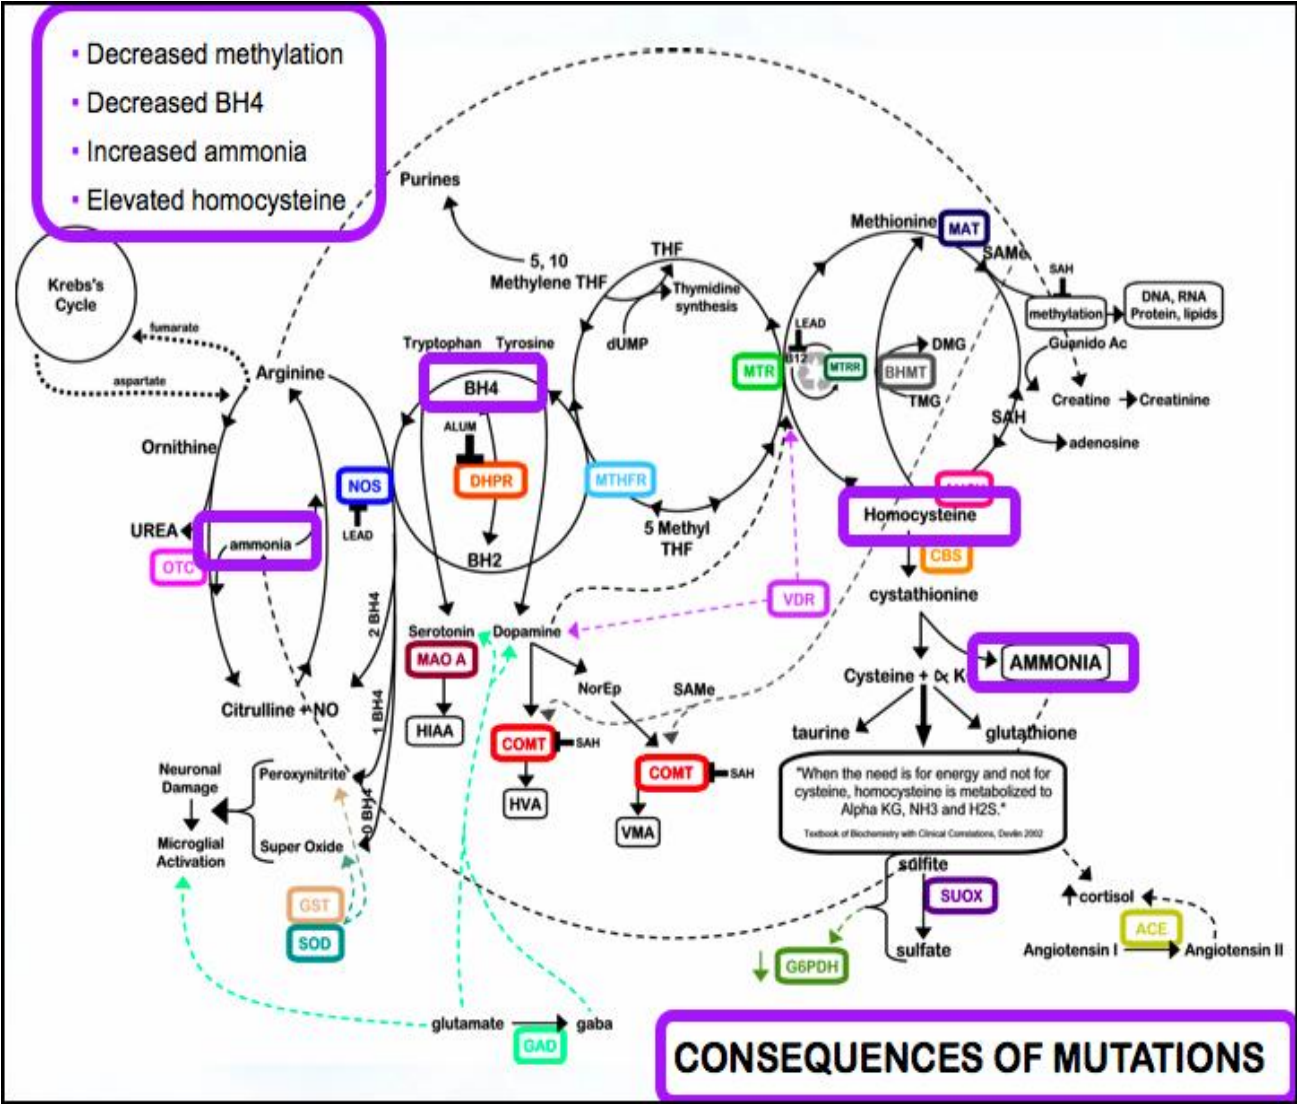 · Decreased methylation
· Decreased BH4
· Increased ammonia
· Elevated homocysteine
Krebs's
Cycle
fumarate
aspartate
Arginine
Ornithine
UREA
OTC
ammonia
Citrulline + NO
NOS
LEAD
Purines
5, 10
Methylene THF
THF
Thymidine
synthesis
dUMP
Tryptophan Tyrosine
BH4
ALUM
DHPR
BH2
MTHFR
5 Methyl
THF
MTR
LEAD
B12
MTRR
Methionine
MAT
SAMe
SAH
methylation
DNA, RNA
Protein, lipids
Guanido Ac
Creatine
Creatinine
BHMT
DMG
TMG
SAH
adenosine
Homocysteine
CBS
cystathionine
AMMONIA
Cysteine + α K
taurine
glutathione
"When the need is for energy and not for
cysteine, homocysteine is metabolized to
Alpha KG, NH3 and H2S."
Textbook of Biochemistry with Clinical Correlations, Devlin 2002
sulfite
SUOX
sulfate
G6PDH
cortisol
ACE
Angiotensin I
Angiotensin II
VDR
2 BH4
1 BH4
0 BH4
Serotonin
Dopamine
MAO A
HIAA
NorEp
SAMe
COMT
SAH
COMT
SAH
HVA
VMA
Neuronal
Damage
Microglial
Activation
Peroxynitrite
Super Oxide
GST
SOD
glutamate
gaba
GAD
CONSEQUENCES OF MUTATIONS